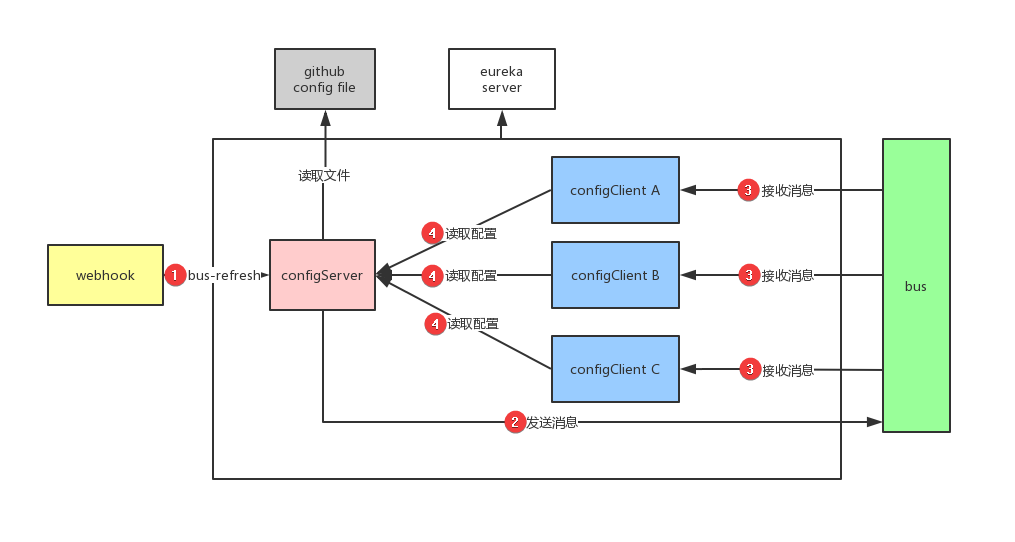 github
config file
eureka
server
读取文件
configClient A
3 接收消息
4 读取配置
webhook
1 bus-refresh
configServer
4 读取配置
configClient B
3 接收消息
bus
4 读取配置
configClient C
3 接收消息
2 发送消息